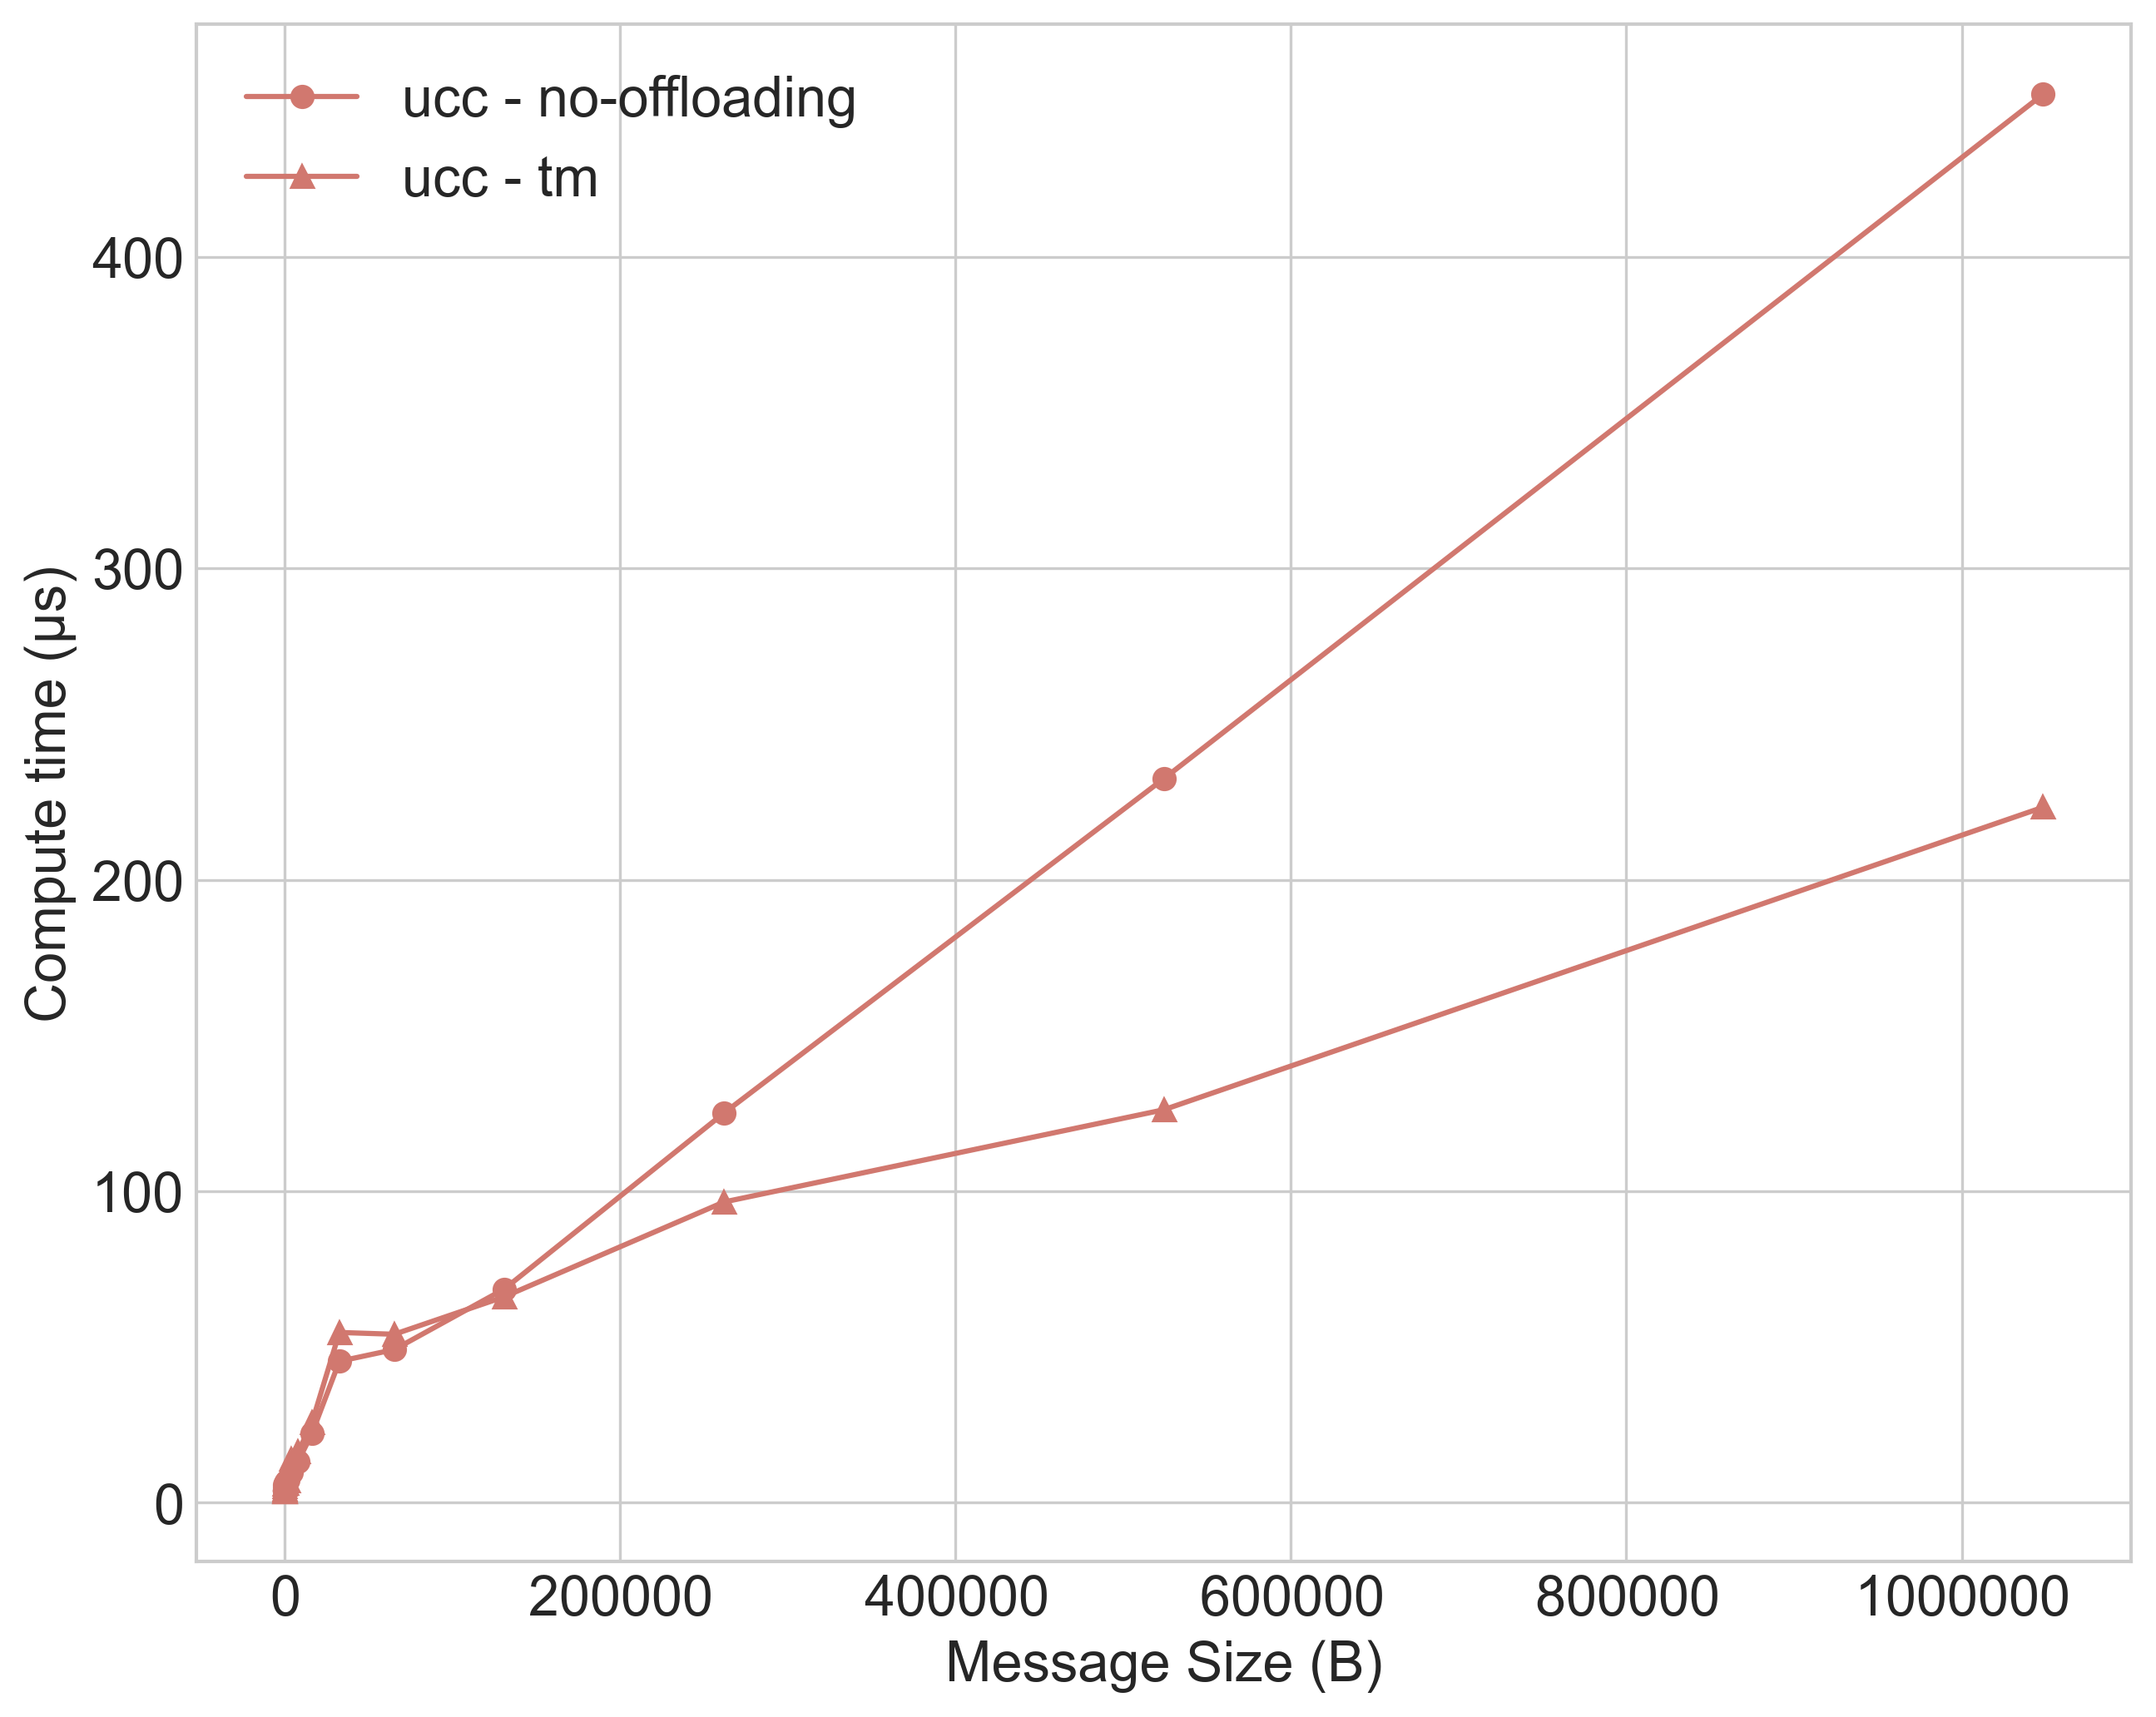 ucc - no-offloading
ucc - tm
400
300
200
100
0
Compute time (µs)
0 200000 400000 600000 800000 1000000
Message Size (B)